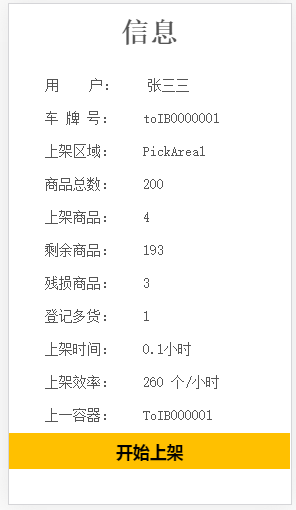 信息
用 户： 张三三
车 牌 号： toIB0000001
上架区域： PickArea1
商品总数： 200
上架商品： 4
剩余商品： 193
残损商品： 3
登记多货： 1
上架时间： 0.1小时
上架效率： 260 个/小时
上一容器： ToIB000001
开始上架